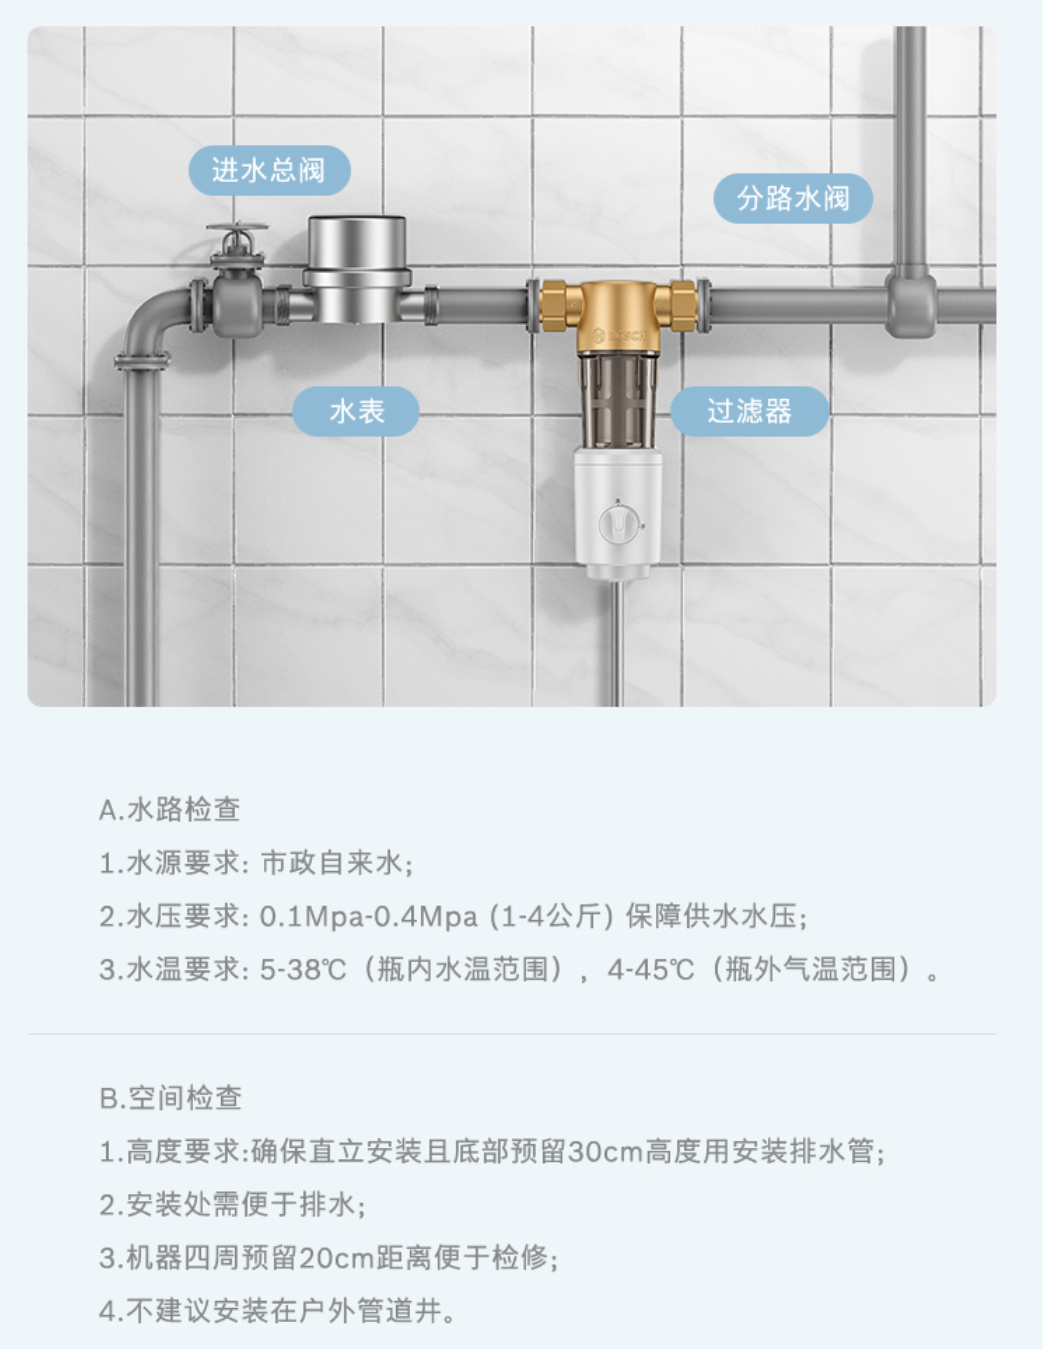 进水总阀
分路水阀
水表
过滤器
BOSCH
A.水路检查
1.水源要求: 市政自来水;
2.水压要求: 0.1Mpa-0.4Mpa (1-4公斤) 保障供水水压;
3.水温要求: 5-38℃（瓶内水温范围），4-45℃（瓶外气温范围）。
B.空间检查
1.高度要求:确保直立安装且底部预留30cm高度用安装排水管;
2.安装处需便于排水;
3.机器四周预留20cm距离便于检修;
4.不建议安装在户外管道井。